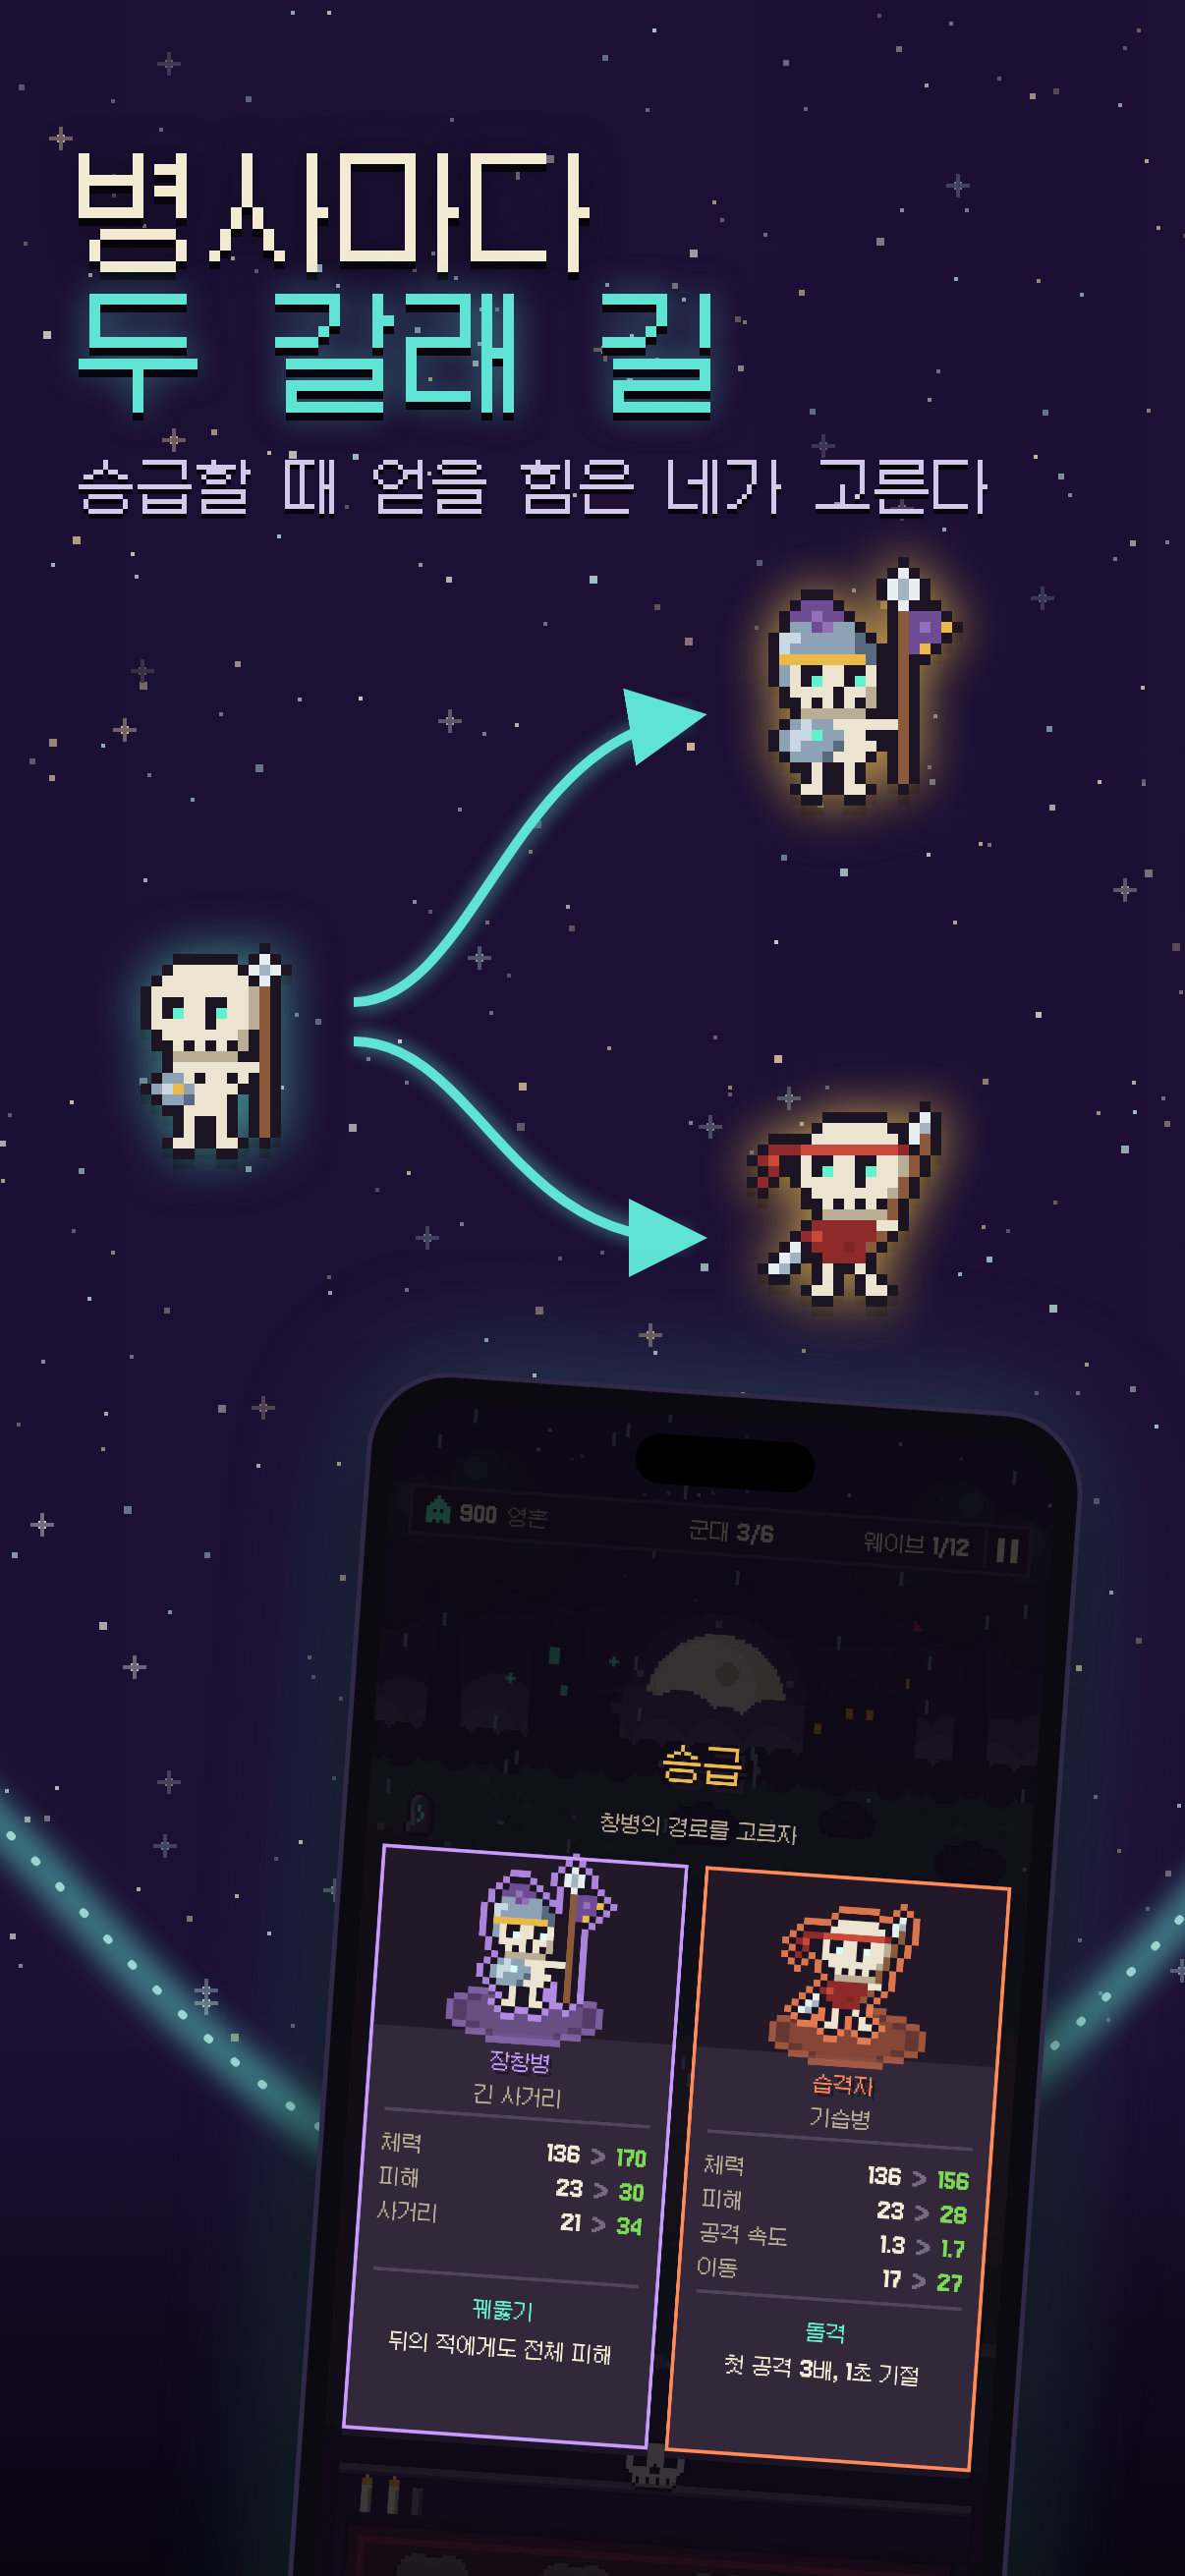 병사마다
두 갈래 길
승급할 때 얻을 힘은 네가 고른다
900 영혼 군대 3/6 웨이브 1/12
승급
창병의 경로를 고르자
장창병
긴 사거리
체력 136 > 170
피해 23 > 30
사거리 21 > 34
꿰뚫기
뒤의 적에게도 전체 피해
습격자
기습병
체력 136 > 156
피해 23 > 28
공격 속도 1.3 > 1.7
이동 17 > 27
돌격
첫 공격 3배, 1초 기절